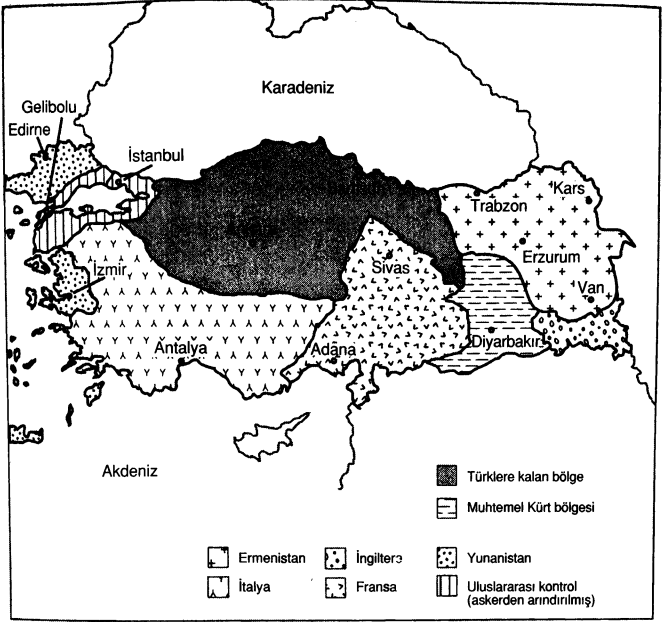 Karadeniz
Gelibolu
Edirne
İstanbul
Kars
Trabzon
Erzurum
Sivas
İzmir
Van
Diyarbakır
Antalya
Adana
Akdeniz
Türklere kalan bölge
Muhtemel Kürt bölgesi
Ermenistan
İngiltere
Yunanistan
İtalya
Fransa
Uluslararası kontrol
(askerden arındırılmış)